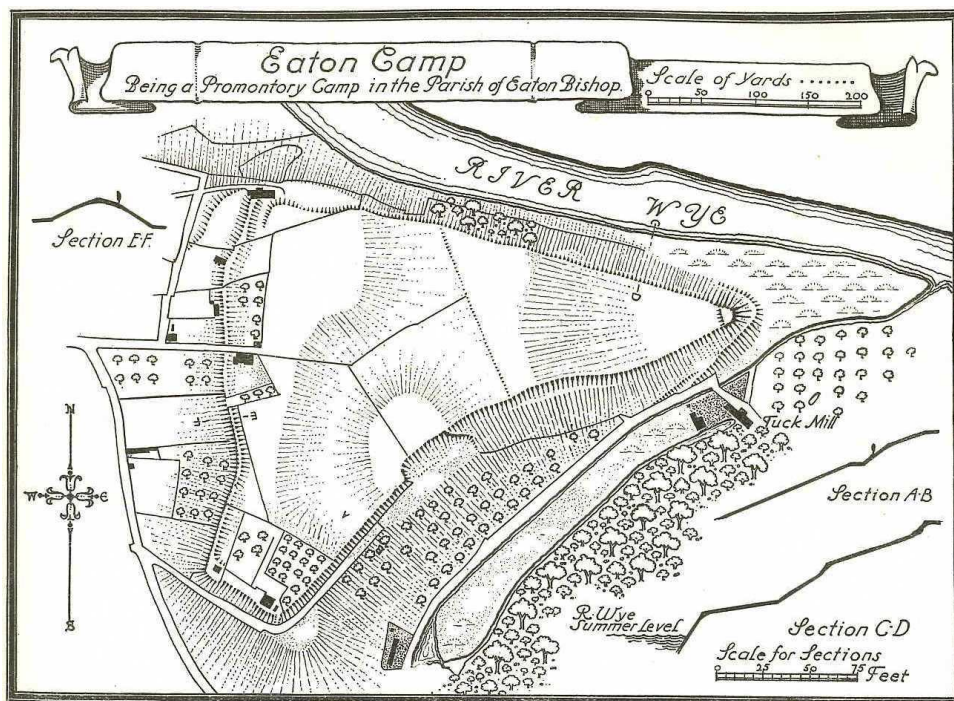 Eaton Camp
Being a Promontory Camp in the Parish of Eaton Bishop.
Scale of Yards .......
0 50 100 150 200
RIVER WYE
Section E.F.
C
D
E
F
A
N
W E
S
Tuck Mill
Section A-B
R. Wye
Summer Level
Section C-D
Scale for Sections
0 25 50 75 Feet